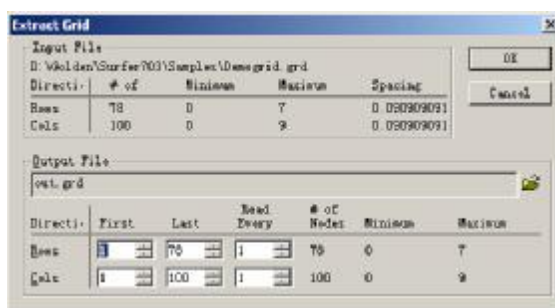 Extract Grid
Input File
D:\Golden\Surfer703\Samples\Demogrid.grd
OK
Directi· # of Minimum Maximum Spacing
Cancel
Rows 78 0 7 0.090909091
Cols 100 0 9 0.090909091
Output File
out.grd
Directi· First Last Read Every # of Nodes Minimum Maximum
Rows 1 78 1 78 0 7
Cols 1 100 1 100 0 9